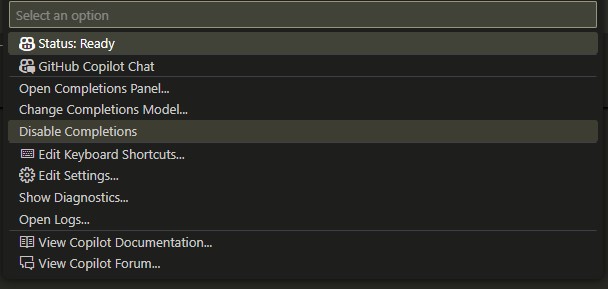 Select an option
Status: Ready
GitHub Copilot Chat
Open Completions Panel...
Change Completions Model...
Disable Completions
Edit Keyboard Shortcuts...
Edit Settings...
Show Diagnostics...
Open Logs...
View Copilot Documentation...
View Copilot Forum...